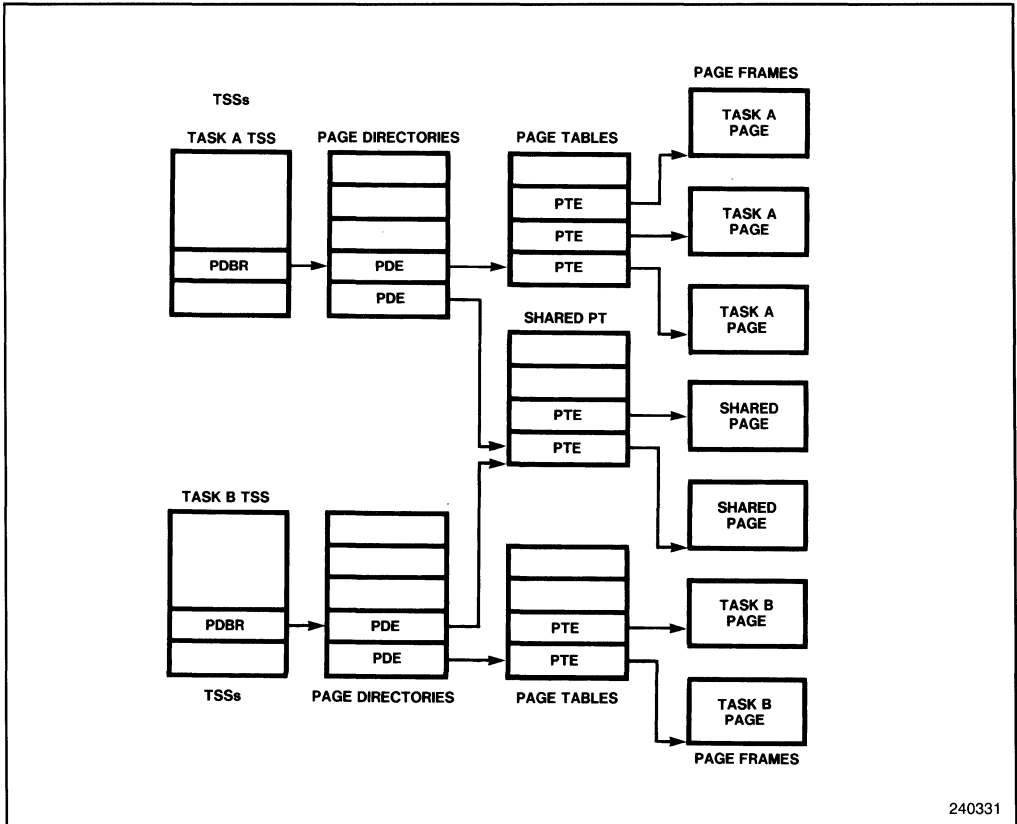 PAGE FRAMES
TSSs
TASK A TSS
PAGE DIRECTORIES
PAGE TABLES
TASK A
PAGE
PTE
PTE
PTE
TASK A
PAGE
PDBR
PDE
PDE
TASK A
PAGE
SHARED PT
PTE
PTE
SHARED
PAGE
SHARED
PAGE
TASK B TSS
PDBR
PDE
PDE
PTE
PTE
TASK B
PAGE
TASK B
PAGE
TSSs
PAGE DIRECTORIES
PAGE TABLES
PAGE FRAMES
240331